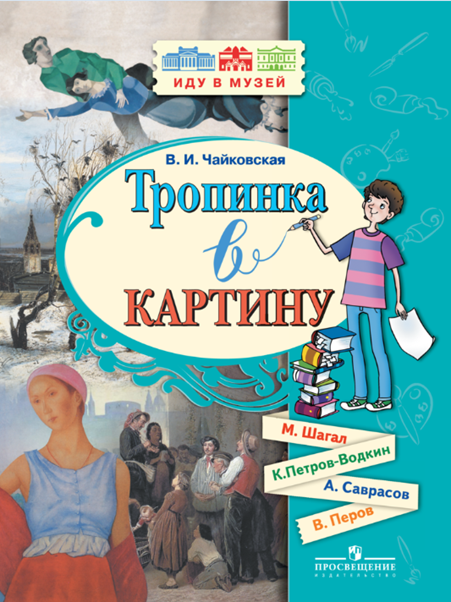 ИДУ В МУЗЕЙ
В. И. Чайковская
Тропинка
в
КАРТИНУ
М. Шагал
К.Петров-Водкин
А. Саврасов
В. Перов
ПРОСВЕЩЕНИЕ
ИЗДАТЕЛЬСТВО